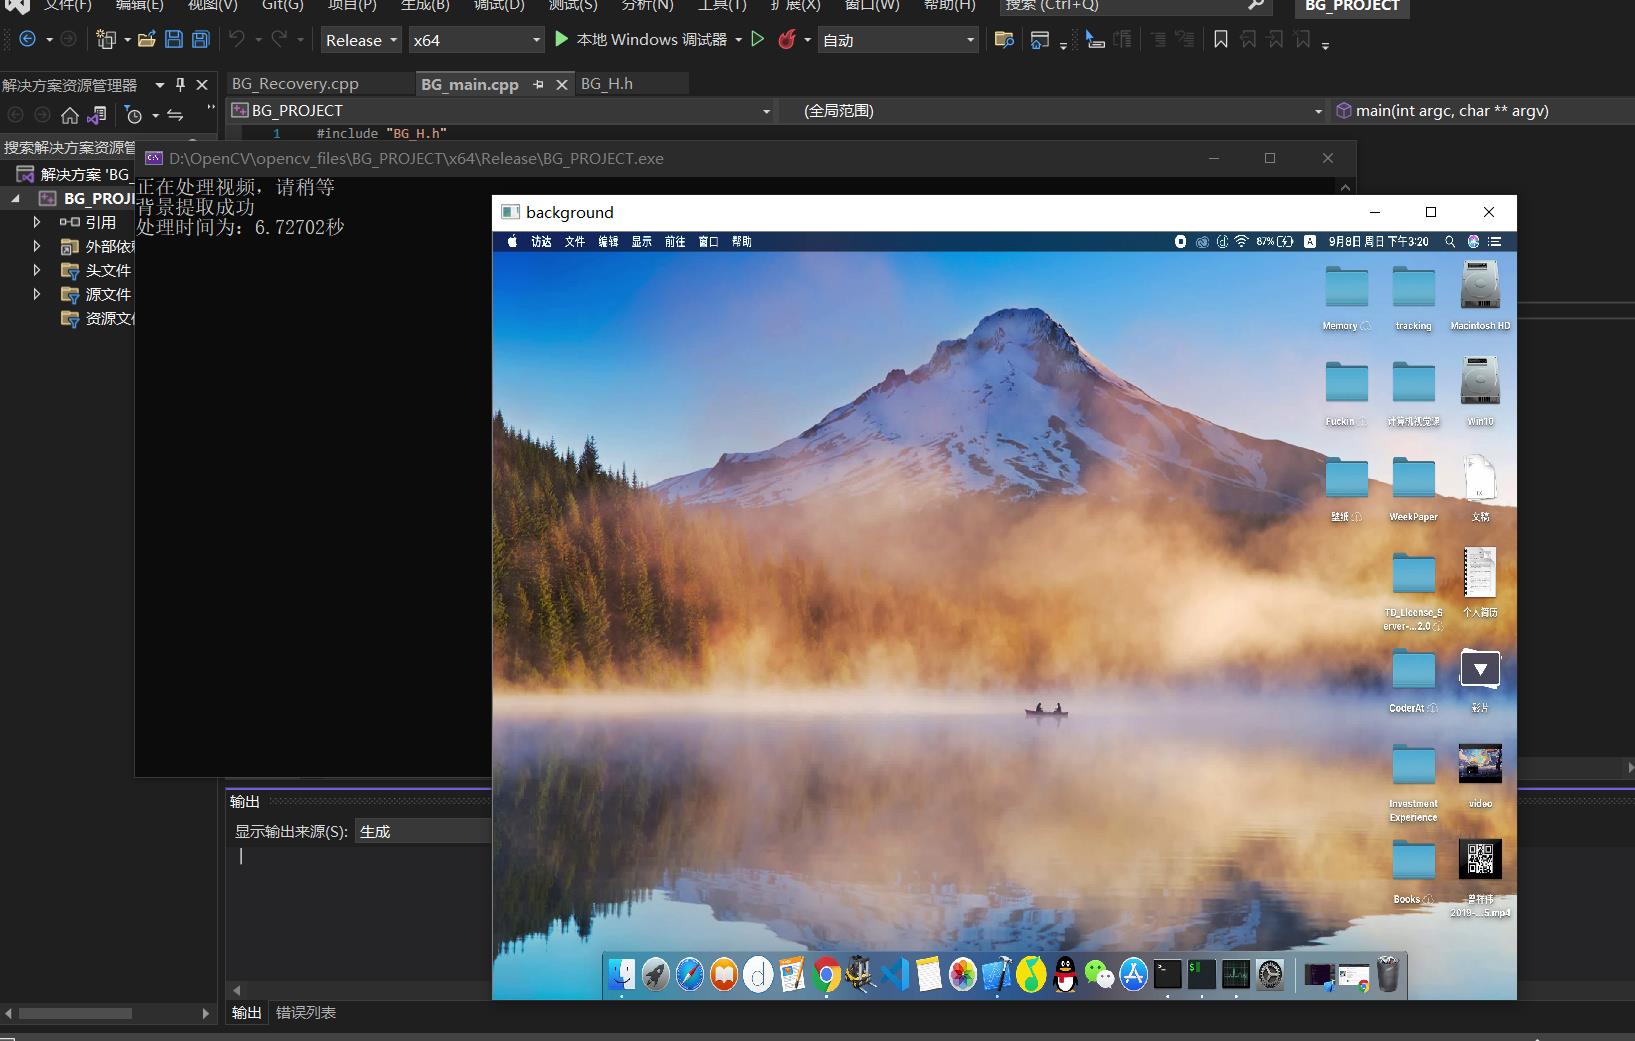 文件(F) 编辑(E) 视图(V) Git(G) 项目(P) 生成(B) 调试(D) 测试(S) 分析(N) 工具(T) 扩展(X) 窗口(W) 帮助(H) 搜索 (Ctrl+Q) BG_PROJECT
Release x64 本地 Windows 调试器 自动
解决方案资源管理器
BG_Recovery.cpp BG_main.cpp BG_H.h
BG_PROJECT (全局范围) main(int argc, char ** argv)
1 #include "BG_H.h"
搜索解决方案资源管
解决方案 'BG_
BG_PROJ
引用
外部依
头文件
源文件
资源文
D:\OpenCV\opencv_files\BG_PROJECT\x64\Release\BG_PROJECT.exe
正在处理视频，请稍等
背景提取成功
处理时间为：6.72702秒
background
访达 文件 编辑 显示 前往 窗口 帮助 87% A 9月8日 周日 下午3:20
Memory tracking Macintosh HD
Fuckin 计算机视觉课 Win10
壁纸 WeekPaper 文稿
TD_License_S
erver-...2.0 个人简历
CoderAt 影片
Investment
Experience video
Books
2019-...5.mp4
输出
显示输出来源(S): 生成
输出 错误列表